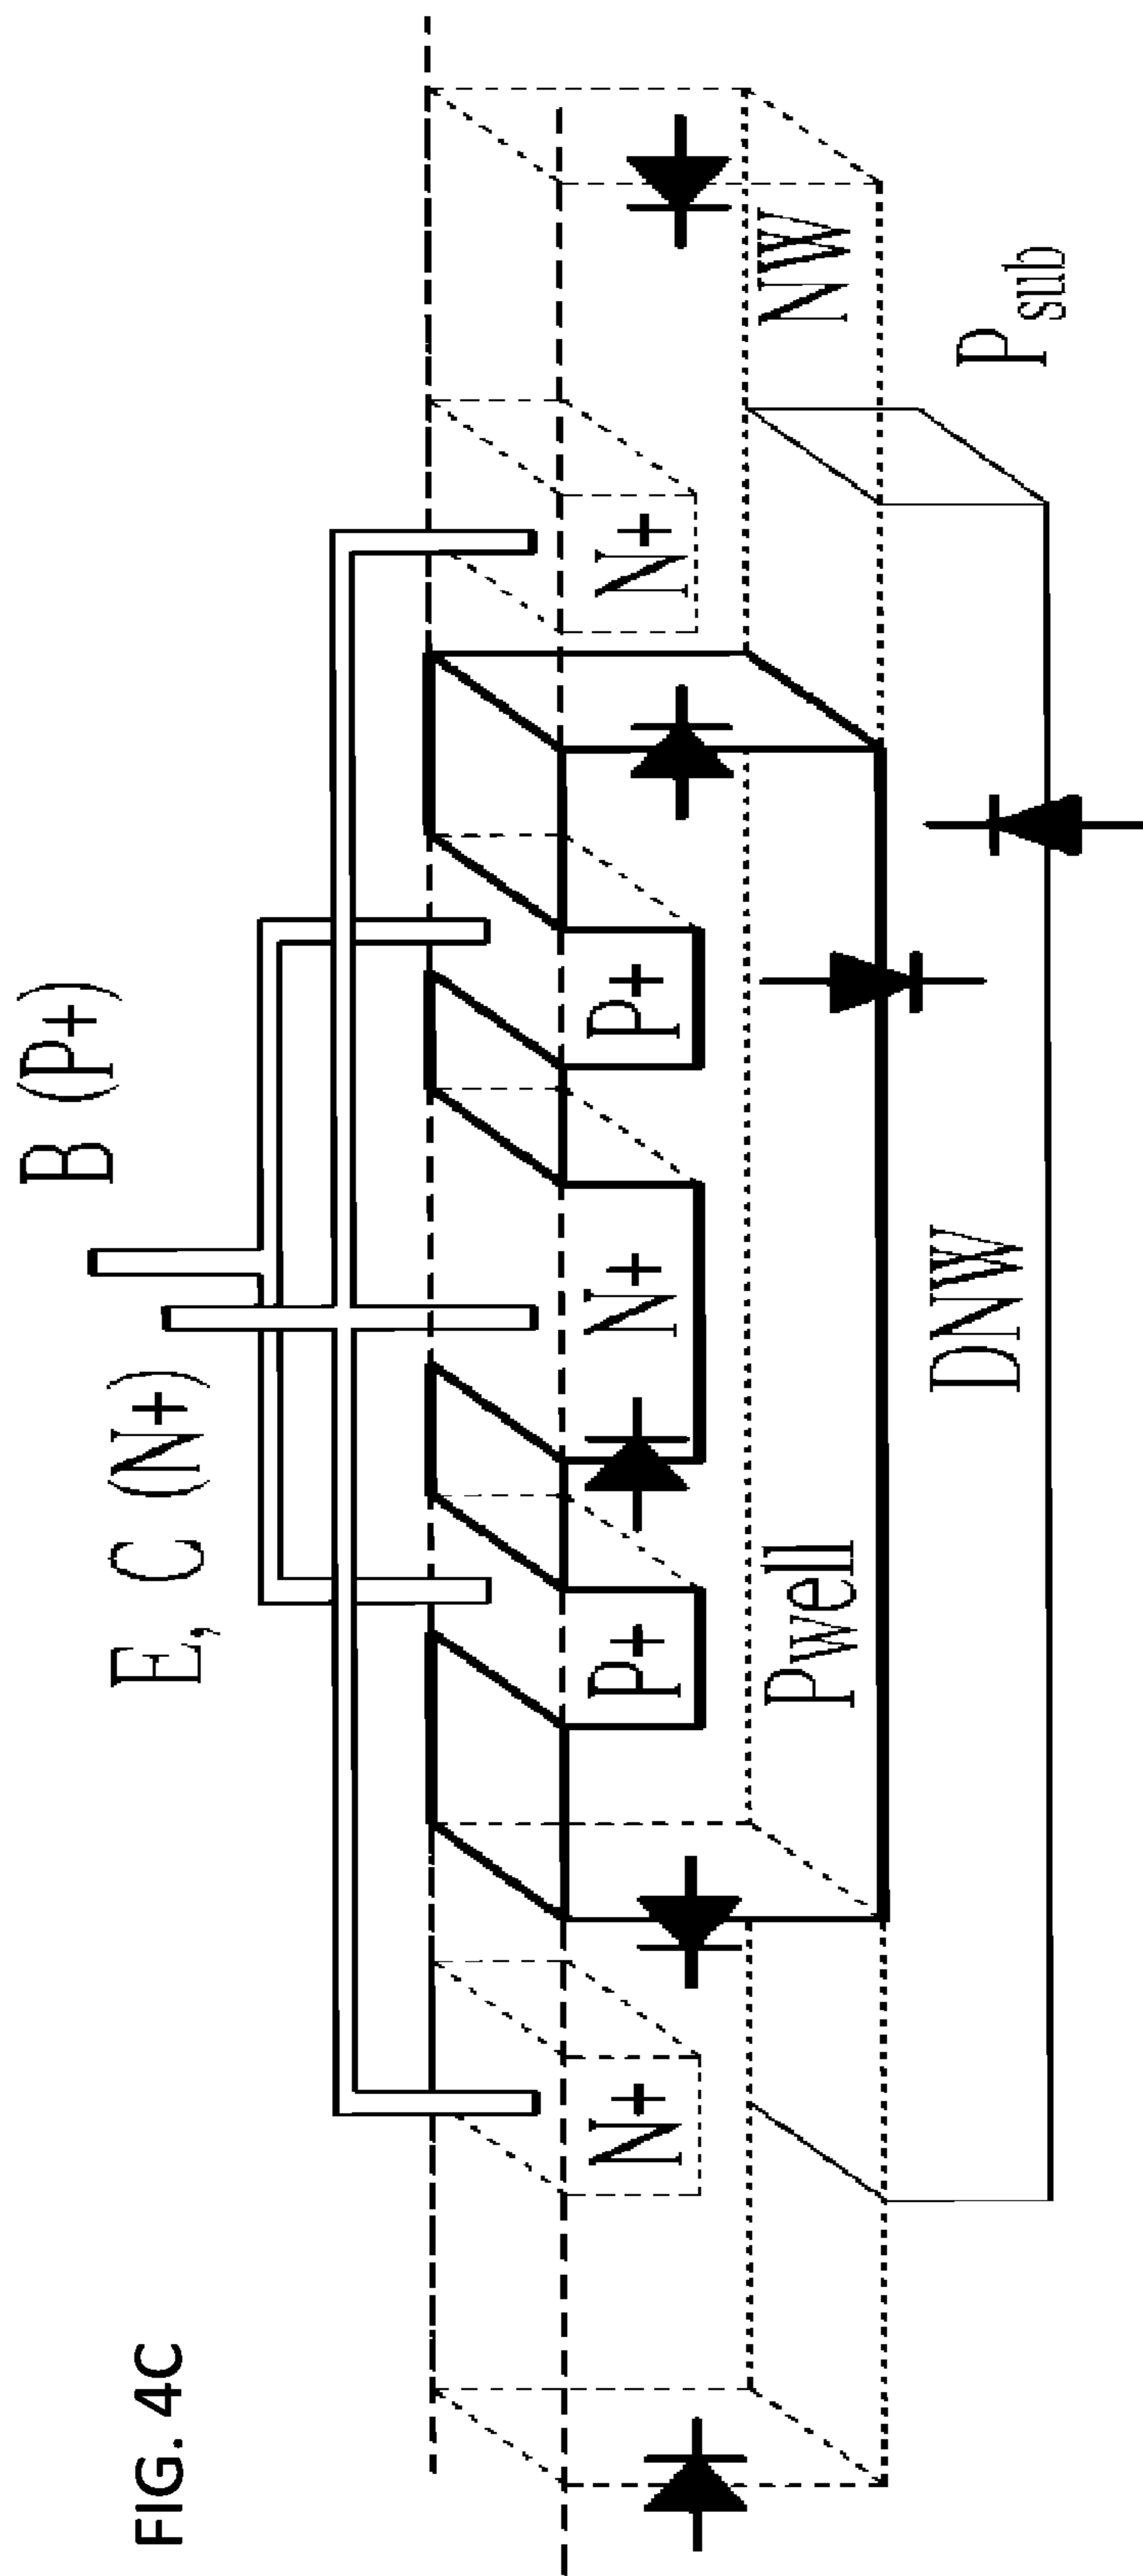 FIG. 4C
B (P+)
E, C (N+)
N+
P+
N+
P+
N+
Pwell
NW
DNW
Psub